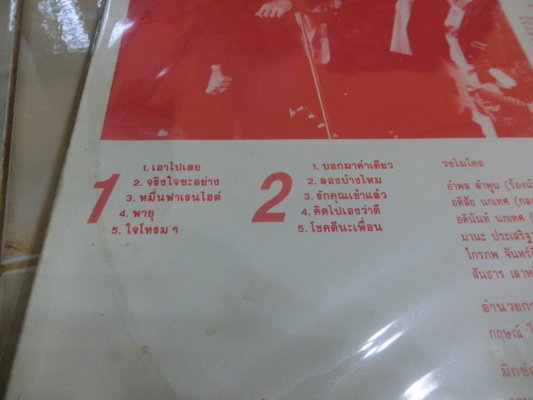 1
1. เอาไปเลย
2. จริงใจซะอย่าง
3. หมื่นฟาเรนไฮต์
4. พายุ
5. ใจโทรม ๆ
2
1. บอกมาคำเดียว
2. ลองบ้างไหม
3. รักคุณเข้าแล้ว
4. คิดไปเองว่าดี
5. โชคดีนะเพื่อน
วงไมโคร
อำพล ลำพูน (ร้องนำ
อดิสัย นกเทศ
อดินันท์ นกเทศ
มานะ ประเสริฐ
ไกรภพ จันทร์
สันธาร เลาห
อำนวยกา
กฤษณ์